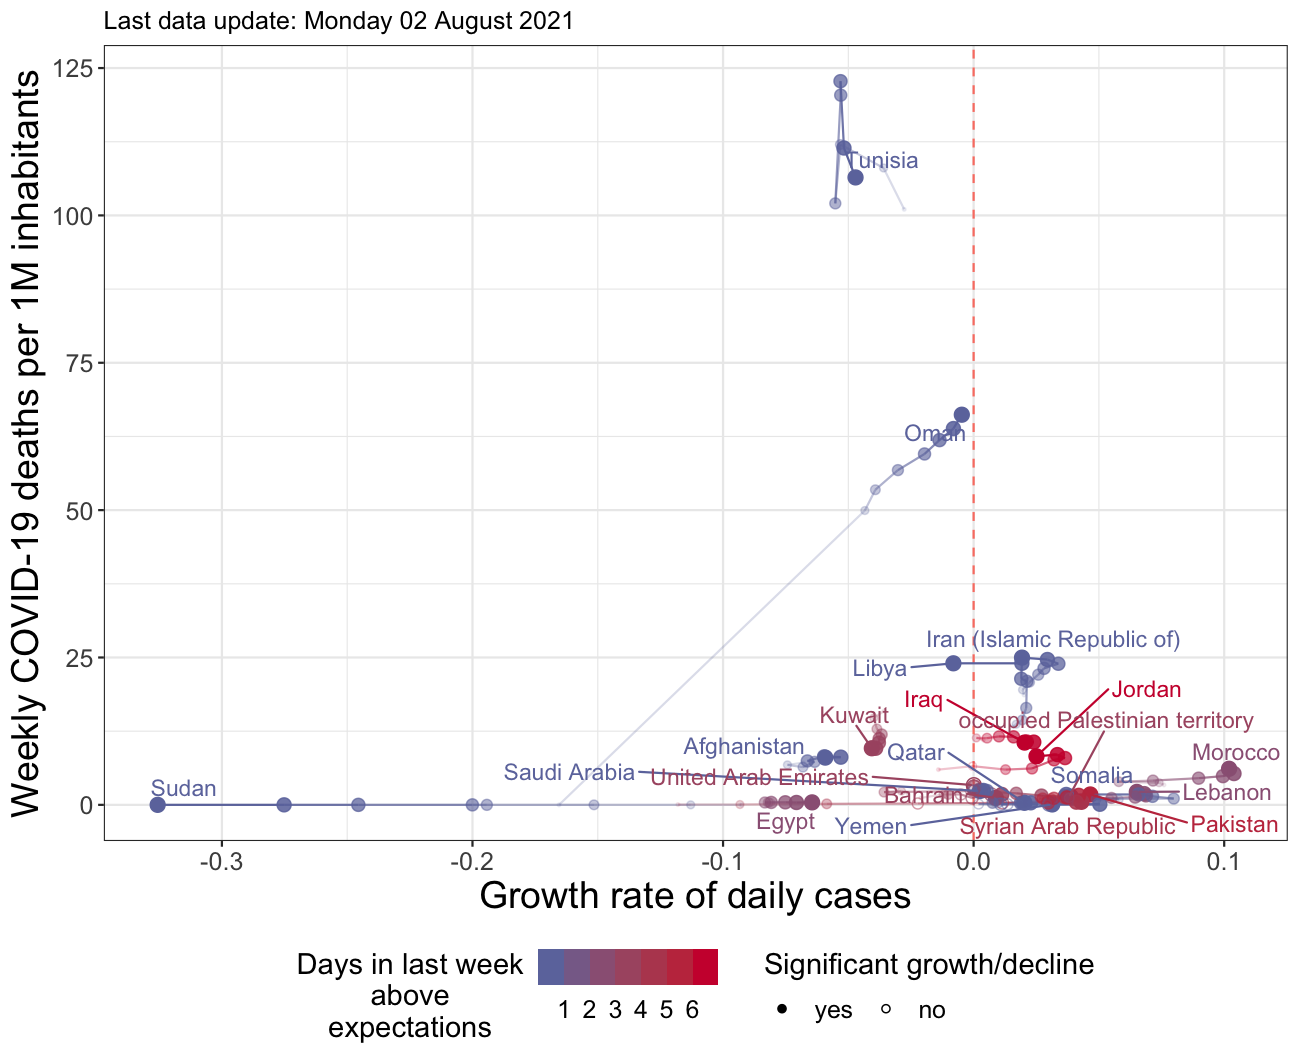 Last data update: Monday 02 August 2021
Weekly COVID-19 deaths per 1M inhabitants
125
100
75
50
25
0
Tunisia
Oman
Iran (Islamic Republic of)
Libya
Iraq
Jordan
Kuwait
occupied Palestinian territory
Afghanistan
Qatar
Morocco
Saudi Arabia
United Arab Emirates
Somalia
Sudan
Bahrain
Lebanon
Egypt
Yemen
Syrian Arab Republic
Pakistan
-0.3
-0.2
-0.1
0.0
0.1
Growth rate of daily cases
Days in last week
above
expectations
1 2 3 4 5 6
Significant growth/decline
yes
no